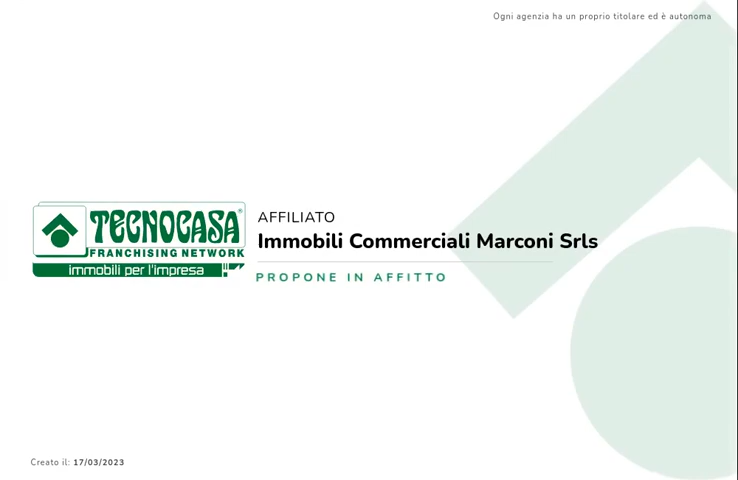 Ogni agenzia ha un proprio titolare ed è autonoma
TECNOCASA®
FRANCHISING NETWORK
immobili per l'impresa
AFFILIATO
Immobili Commerciali Marconi Srls
PROPONE IN AFFITTO
Creato il: 17/03/2023